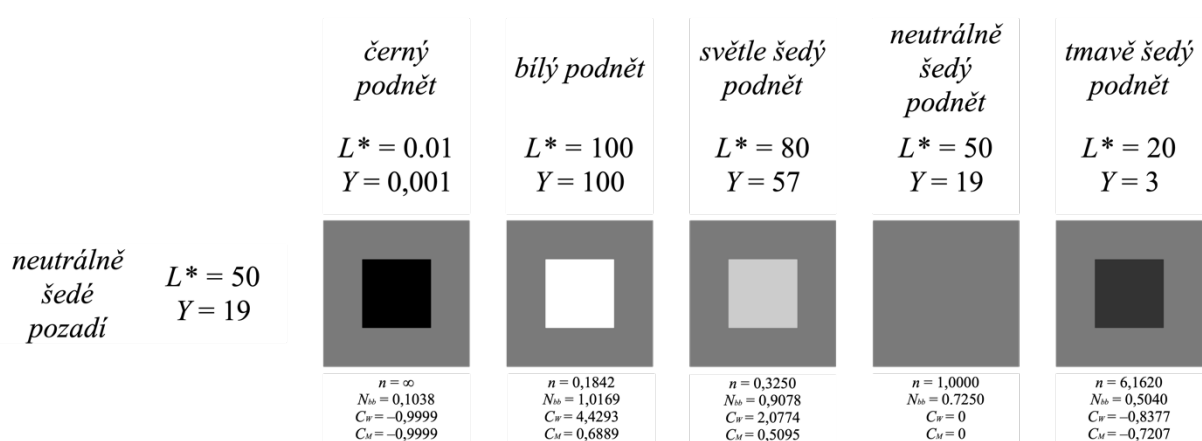 černý
podnět
L* = 0.01
Y = 0,001
bílý podnět
L* = 100
Y = 100
světle šedý
podnět
L* = 80
Y = 57
neutrálně
šedý
podnět
L* = 50
Y = 19
tmavě šedý
podnět
L* = 20
Y = 3
neutrálně
šedé
pozadí
L* = 50
Y = 19
n = ∞
Nbb = 0,1038
CW = –0,9999
CM = –0,9999
n = 0,1842
Nbb = 1,0169
CW = 4,4293
CM = 0,6889
n = 0,3250
Nbb = 0,9078
CW = 2,0774
CM = 0,5095
n = 1,0000
Nbb = 0.7250
CW = 0
CM = 0
n = 6,1620
Nbb = 0,5040
CW = –0,8377
CM = –0,7207